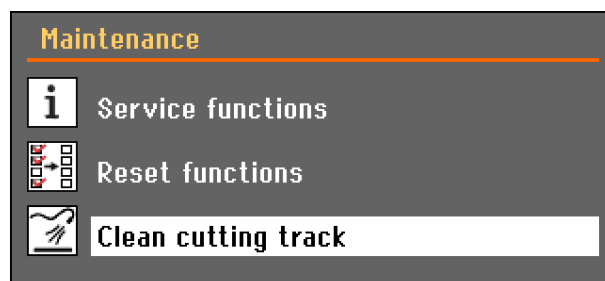 Maintenance
i
Service functions
Reset functions
Clean cutting track